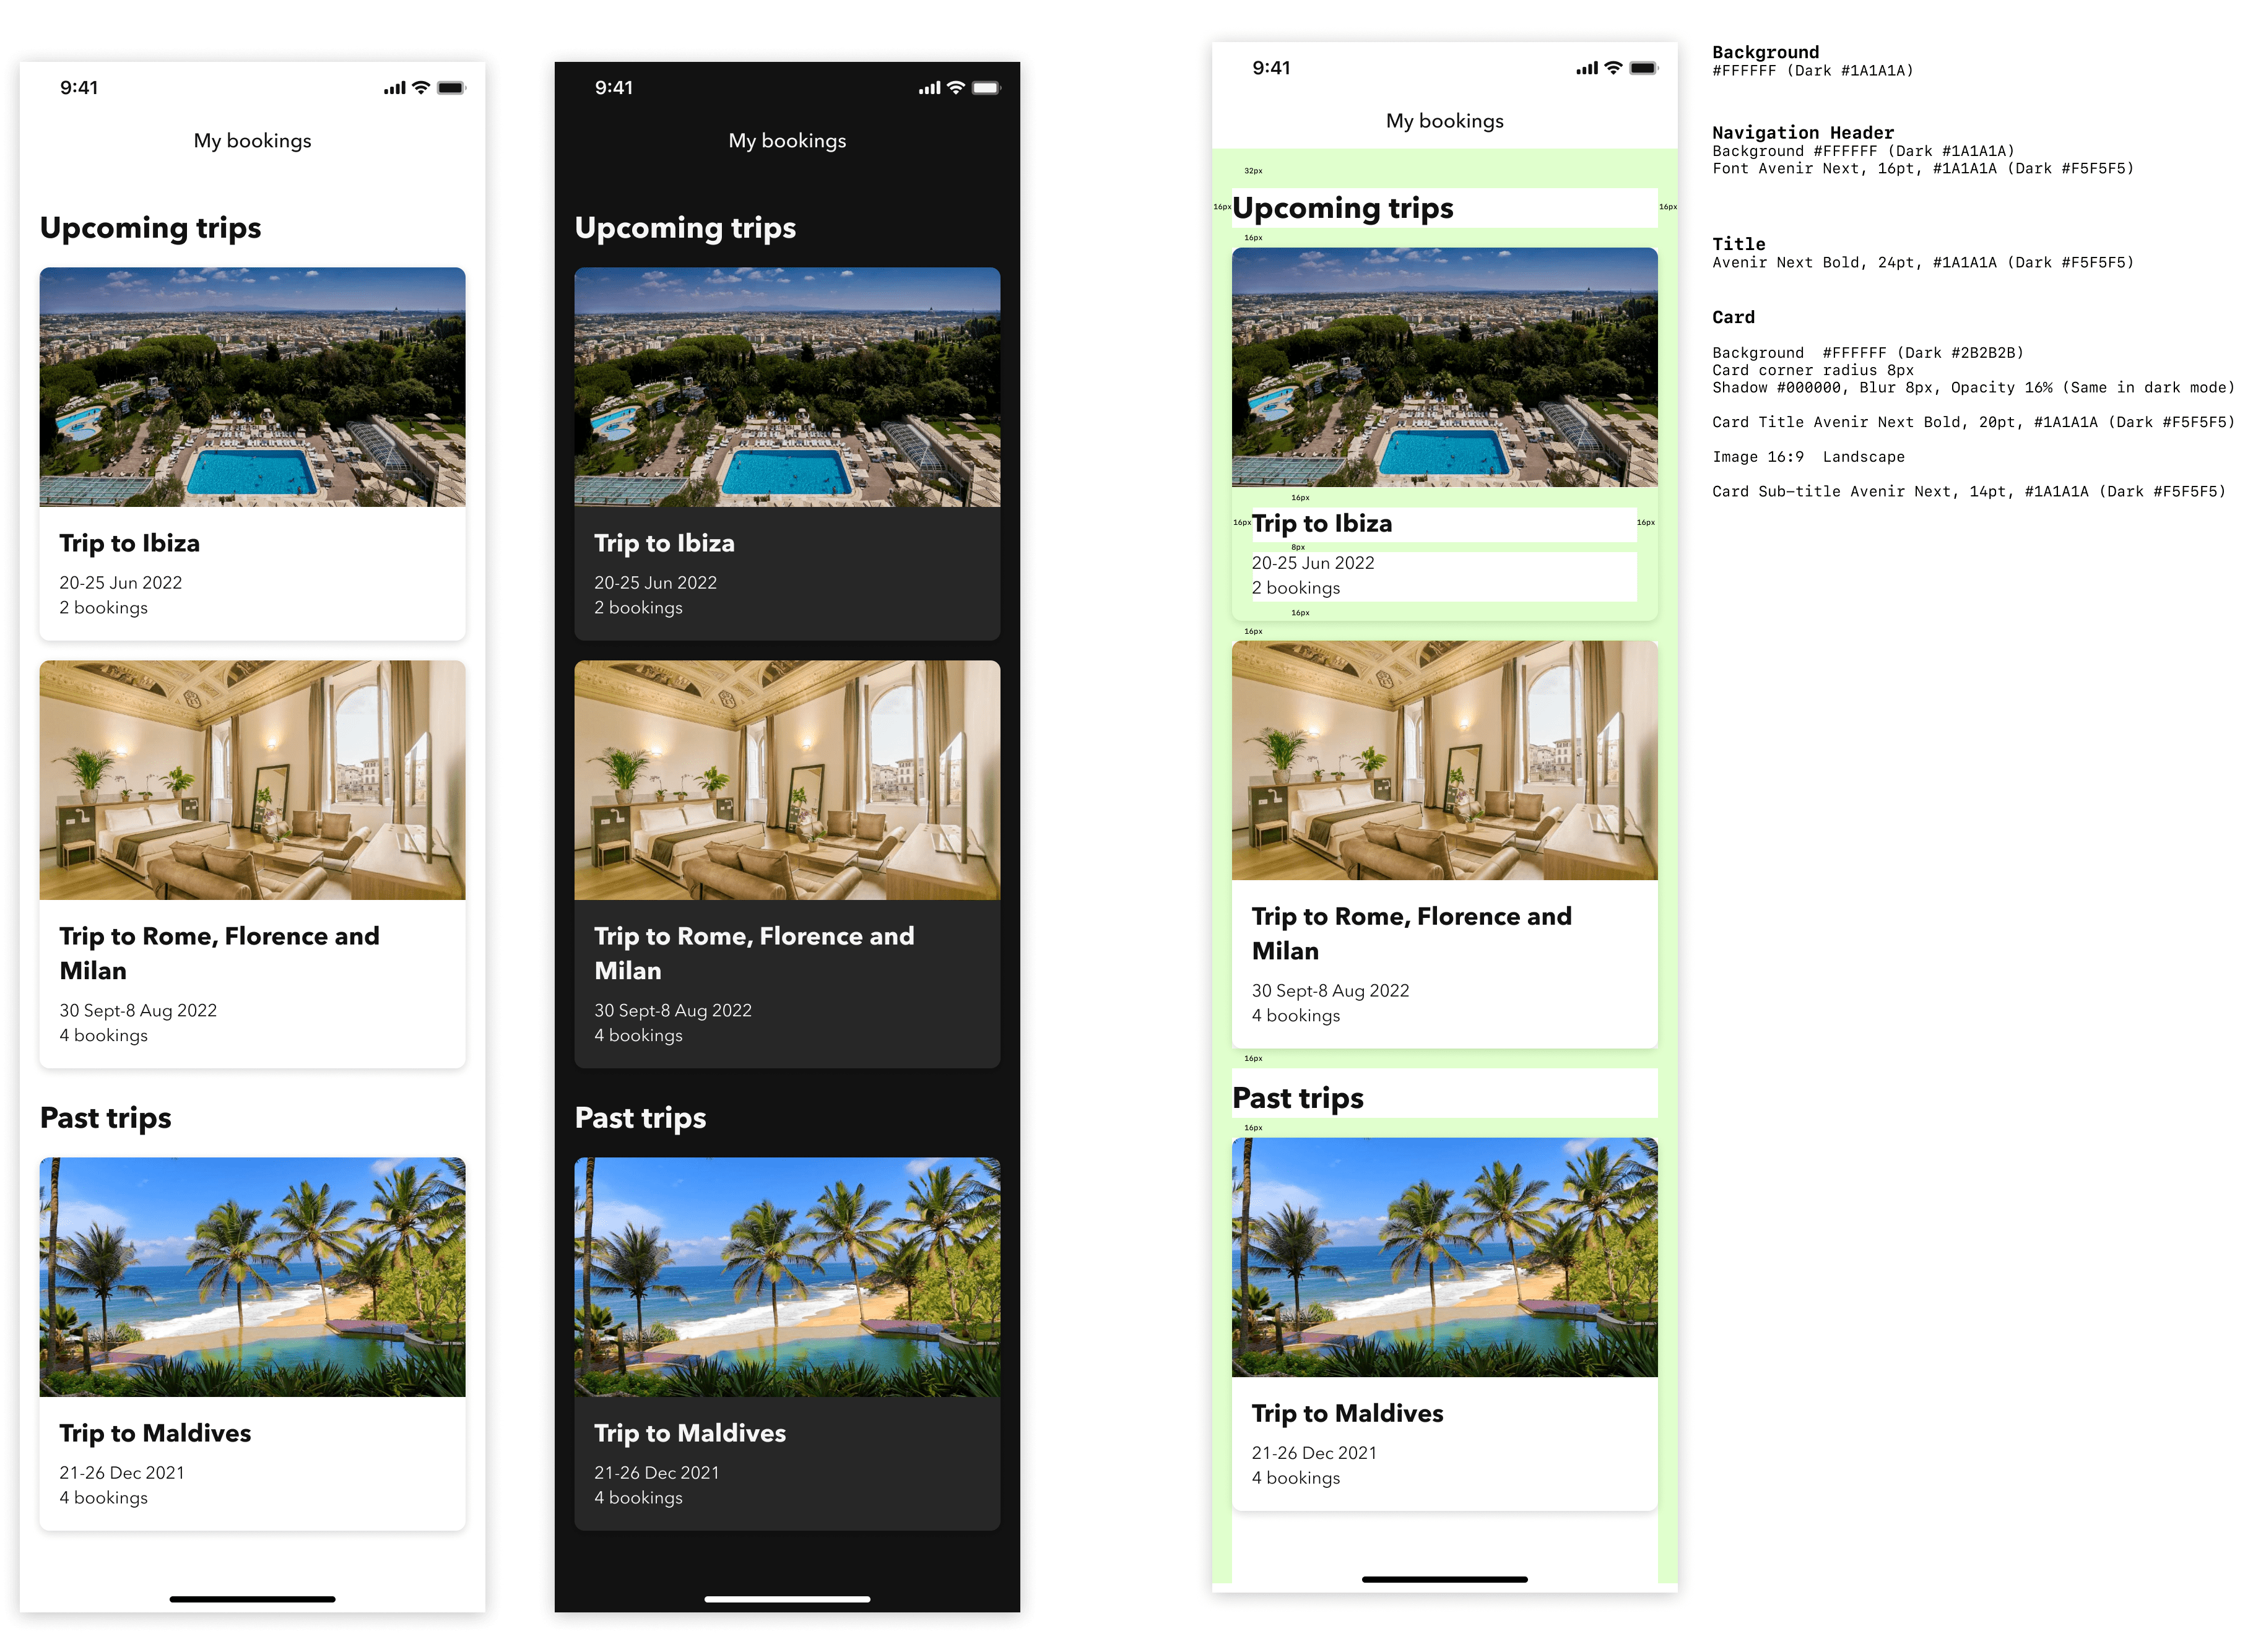 9:41
My bookings
Upcoming trips
Trip to Ibiza
20-25 Jun 2022
2 bookings
Trip to Rome, Florence and
Milan
30 Sept-8 Aug 2022
4 bookings
Past trips
Trip to Maldives
21-26 Dec 2021
4 bookings
9:41
My bookings
Upcoming trips
Trip to Ibiza
20-25 Jun 2022
2 bookings
Trip to Rome, Florence and
Milan
30 Sept-8 Aug 2022
4 bookings
Past trips
Trip to Maldives
21-26 Dec 2021
4 bookings
9:41
My bookings
32px
16px
Upcoming trips
16px
16px
16px
16px
Trip to Ibiza
16px
8px
20-25 Jun 2022
2 bookings
16px
16px
Trip to Rome, Florence and
Milan
30 Sept-8 Aug 2022
4 bookings
16px
Past trips
16px
Trip to Maldives
21-26 Dec 2021
4 bookings
Background
#FFFFFF (Dark #1A1A1A)
Navigation Header
Background #FFFFFF (Dark #1A1A1A)
Font Avenir Next, 16pt, #1A1A1A (Dark #F5F5F5)
Title
Avenir Next Bold, 24pt, #1A1A1A (Dark #F5F5F5)
Card
Background  #FFFFFF (Dark #2B2B2B)
Card corner radius 8px
Shadow #000000, Blur 8px, Opacity 16% (Same in dark mode)
Card Title Avenir Next Bold, 20pt, #1A1A1A (Dark #F5F5F5)
Image 16:9  Landscape
Card Sub-title Avenir Next, 14pt, #1A1A1A (Dark #F5F5F5)